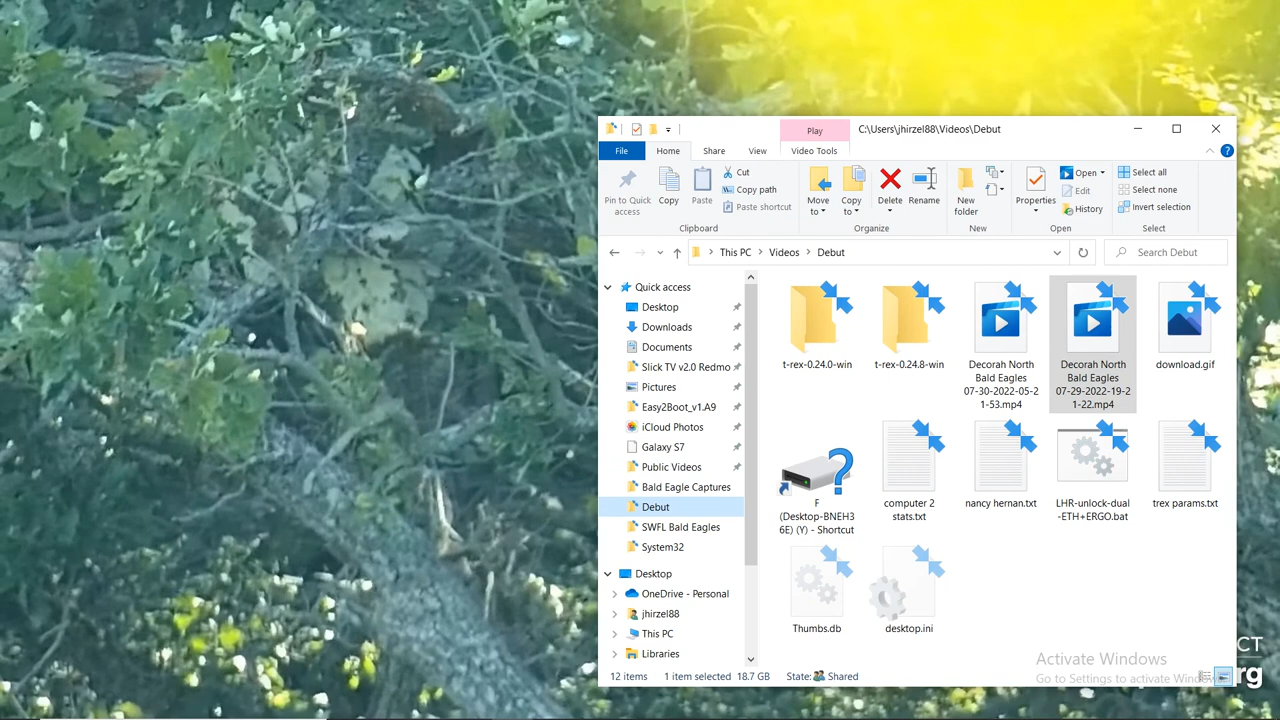 Play
C:\Users\jhirzel88\Videos\Debut
File
Home
Share
View
Video Tools
Pin to Quick
access
Copy
Paste
Cut
Copy path
Paste shortcut
Clipboard
Move
to
Copy
to
Delete
Rename
Organize
New
folder
New
Properties
Open
Edit
History
Open
Select all
Select none
Invert selection
Select
This PC
Videos
Debut
Search Debut
Quick access
Desktop
Downloads
Documents
Slick TV v2.0 Redmo
Pictures
Easy2Boot_v1.A9
iCloud Photos
Galaxy S7
Public Videos
Bald Eagle Captures
Debut
SWFL Bald Eagles
System32
Desktop
OneDrive - Personal
jhirzel88
This PC
Libraries
t-rex-0.24.0-win
t-rex-0.24.8-win
Decorah North
Bald Eagles
07-30-2022-05-2
1-53.mp4
Decorah North
Bald Eagles
07-29-2022-19-2
1-22.mp4
download.gif
F
(Desktop-BNEH3
6E) (Y) - Shortcut
computer 2
stats.txt
nancy hernan.txt
LHR-unlock-dual
-ETH+ERGO.bat
trex params.txt
Thumbs.db
desktop.ini
12 items
1 item selected
18.7 GB
State:
Shared
Activate Windows
Go to Settings to activate
CT
rg